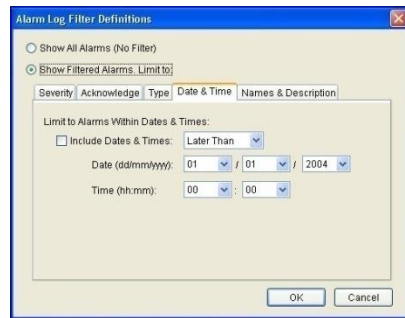 Alarm Log Filter Definitions
Show All Alarms (No Filter)
Show Filtered Alarms. Limit to:
Severity Acknowledge Type Date & Time Names & Description
Limit to Alarms Within Dates & Times:
Include Dates & Times: Later Than
Date (dd/mm/yyy): 01 / 01 / 2004
Time (hh:mm): 00 : 00
OK Cancel